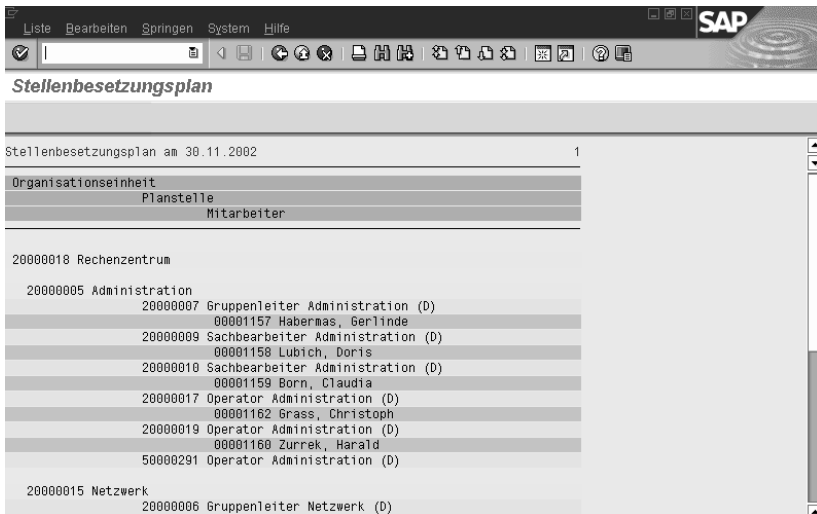 Liste Bearbeiten Springen System Hilfe
SAP
Stellenbesetzungsplan
Stellenbesetzungsplan am 30.11.2002 1
Organisationseinheit
Planstelle
Mitarbeiter
20000018 Rechenzentrum
20000005 Administration
20000007 Gruppenleiter Administration (D)
00001157 Habermas, Gerlinde
20000009 Sachbearbeiter Administration (D)
00001158 Lubich, Doris
20000010 Sachbearbeiter Administration (D)
00001159 Born, Claudia
20000017 Operator Administration (D)
00001162 Grass, Christoph
20000019 Operator Administration (D)
00001160 Zurrek, Harald
50000291 Operator Administration (D)
20000015 Netzwerk
20000006 Gruppenleiter Netzwerk (D)